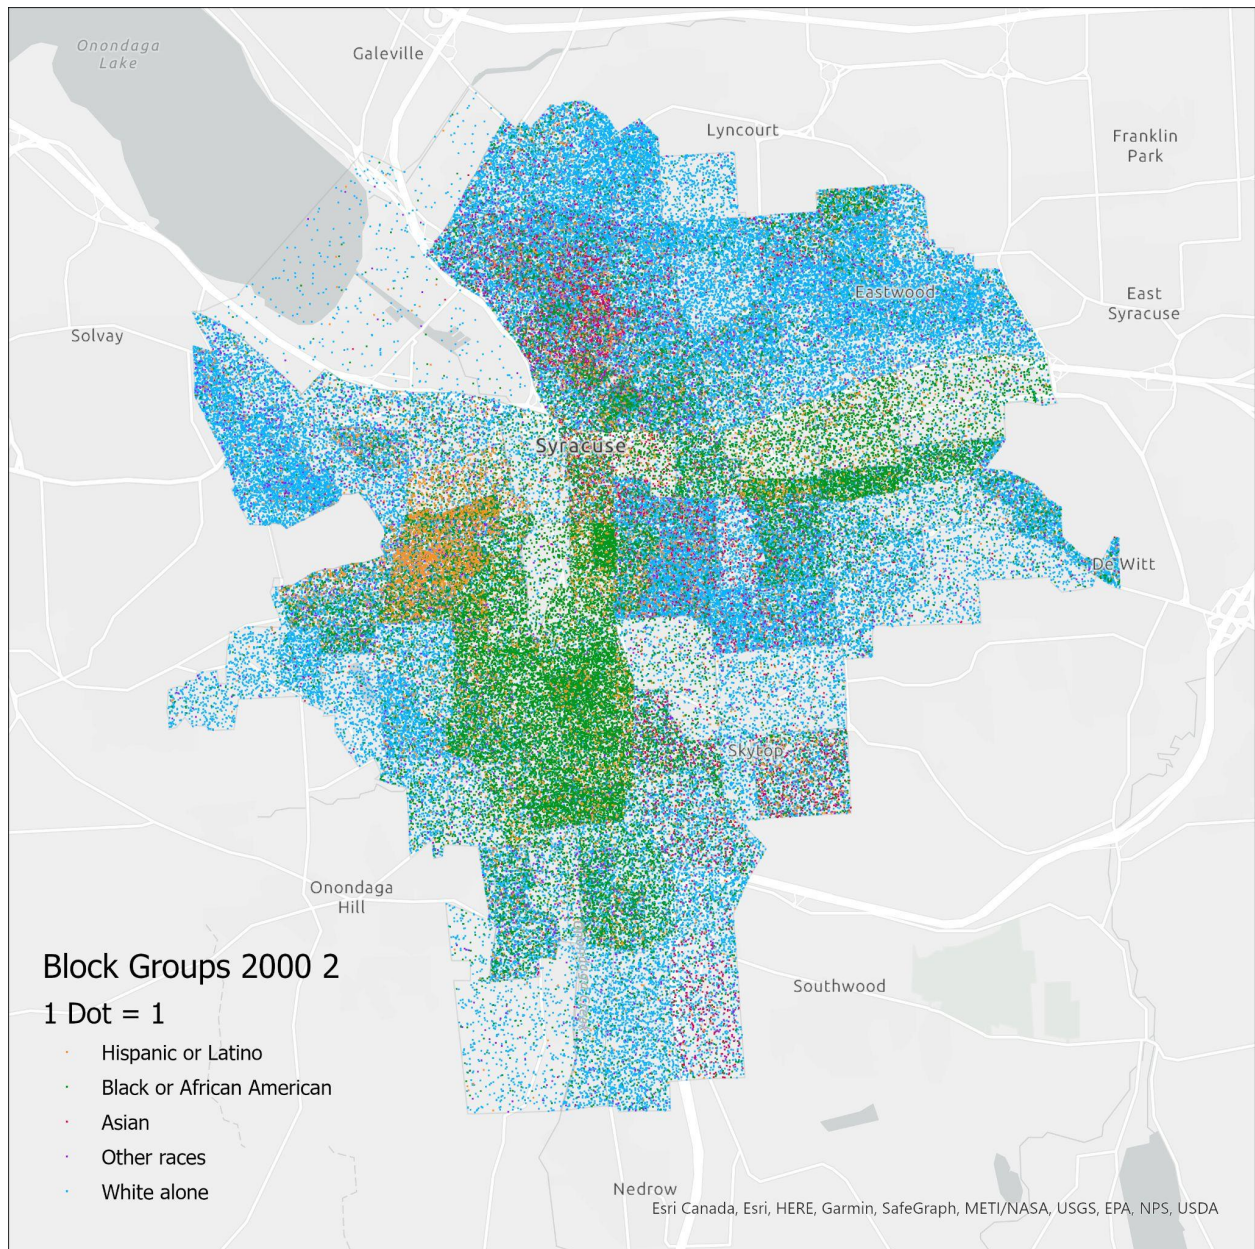 Onondaga
Lake
Galeville
Lyncourt
Franklin
Park
Eastwood
East
Syracuse
Solvay
Syracuse
De Witt
Skytop
Onondaga
Hill
Block Groups 2000 2
1 Dot = 1
Southwood
Hispanic or Latino
Black or African American
Asian
Other races
White alone
Nedrow
Esri Canada, Esri, HERE, Garmin, SafeGraph, METI/NASA, USGS, EPA, NPS, USDA